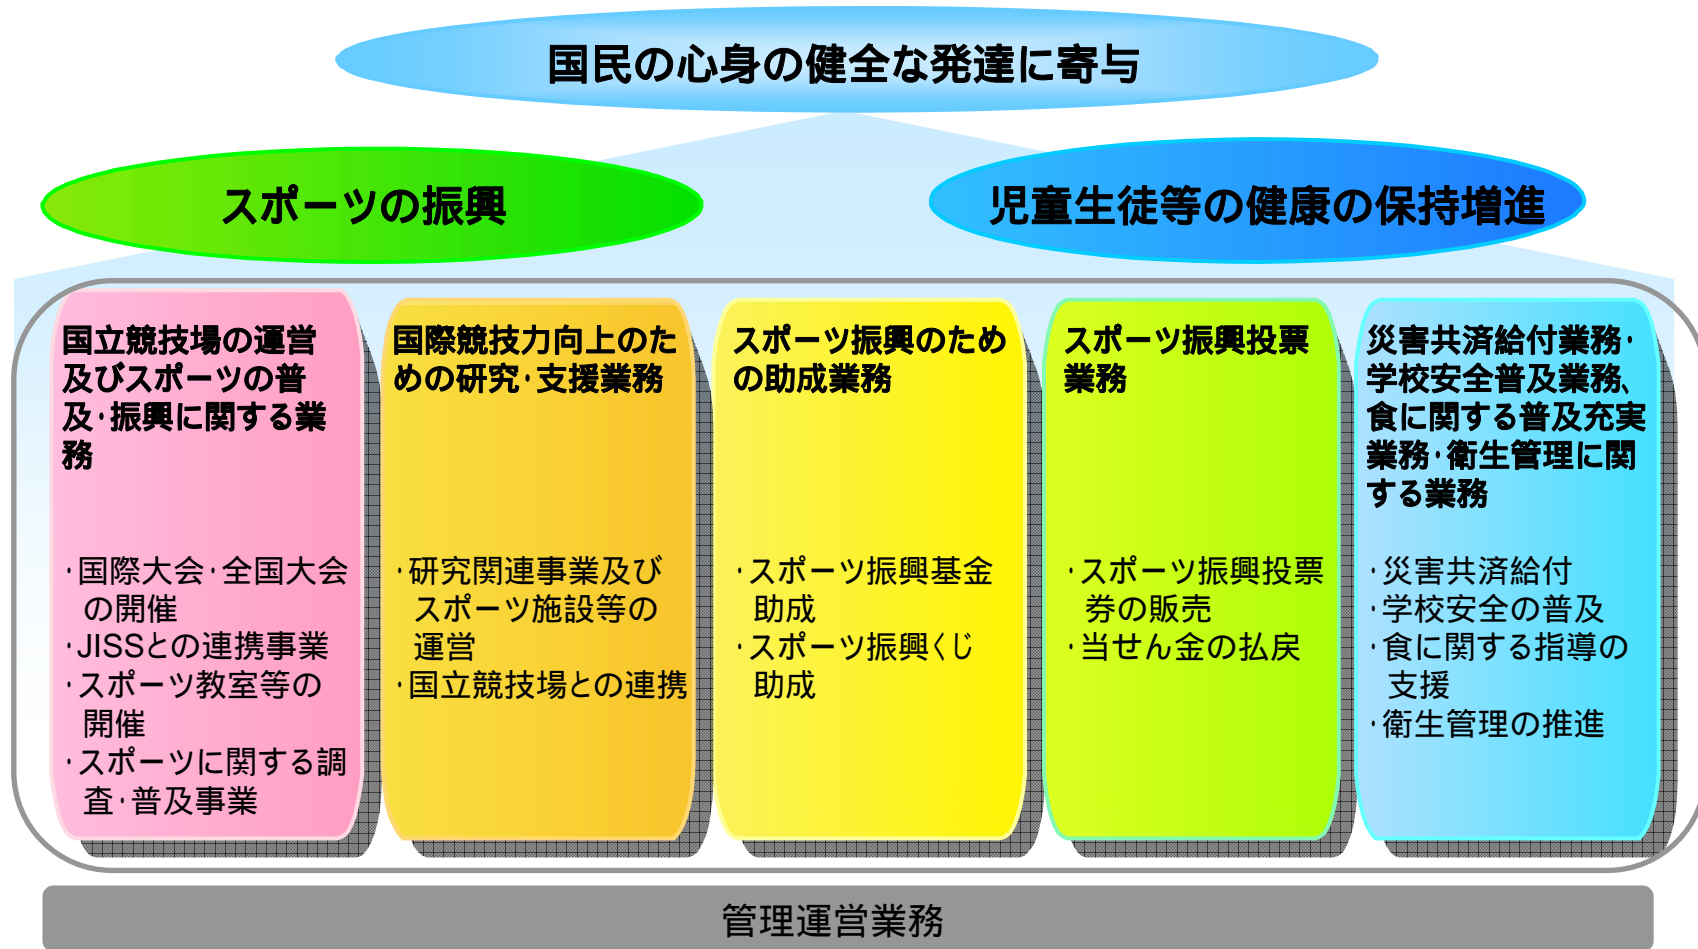 国民の心身の健全な発達に寄与
スポーツの振興
児童生徒等の健康の保持増進
国立競技場の運営
及びスポーツの普
及・振興に関する業
務
・国際大会・全国大会
の開催
・JISSとの連携事業
・スポーツ教室等の
開催
・スポーツに関する調
査・普及事業
国際競技力向上のた
めの研究・支援業務
・研究関連事業及び
スポーツ施設等の
運営
・国立競技場との連携
スポーツ振興のため
の助成業務
・スポーツ振興基金
助成
・スポーツ振興くじ
助成
スポーツ振興投票
業務
・スポーツ振興投票
券の販売
・当せん金の払戻
災害共済給付業務・
学校安全普及業務、
食に関する普及充実
業務・衛生管理に関
する業務
・災害共済給付
・学校安全の普及
・食に関する指導の
支援
・衛生管理の推進
管理運営業務